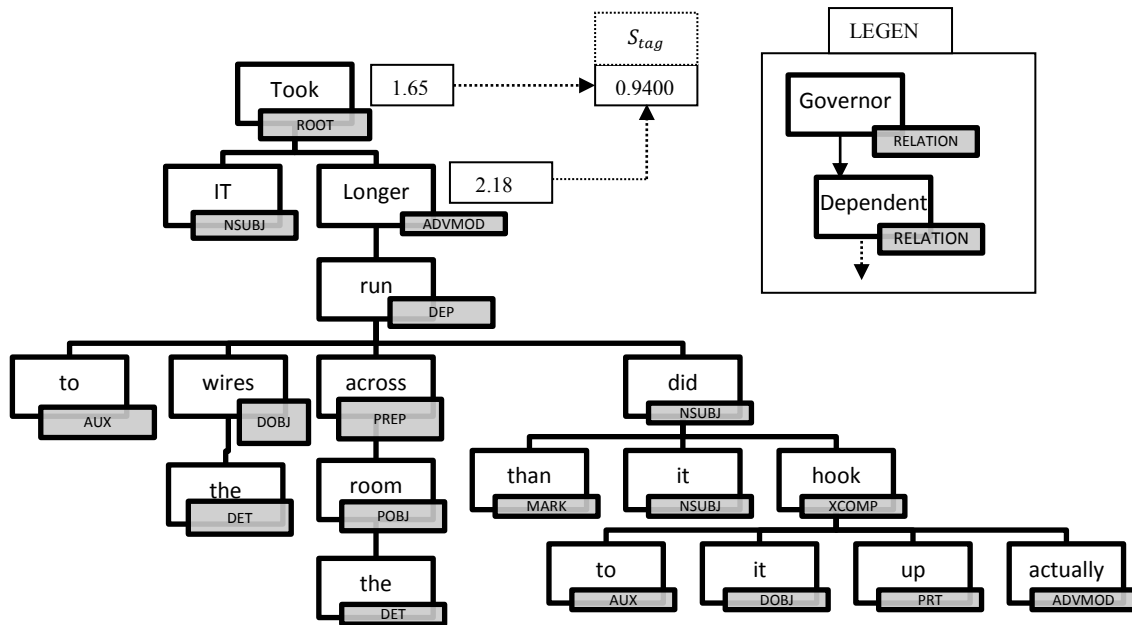 LEGEN
S_tag
0.9400
1.65
Took
ROOT
Governor
RELATION
Dependent
RELATION
IT
NSUBJ
Longer
ADVMOD
2.18
run
DEP
to
AUX
wires
DOBJ
across
PREP
did
NSUBJ
the
DET
room
POBJ
than
MARK
it
NSUBJ
hook
XCOMP
the
DET
to
AUX
it
DOBJ
up
PRT
actually
ADVMOD